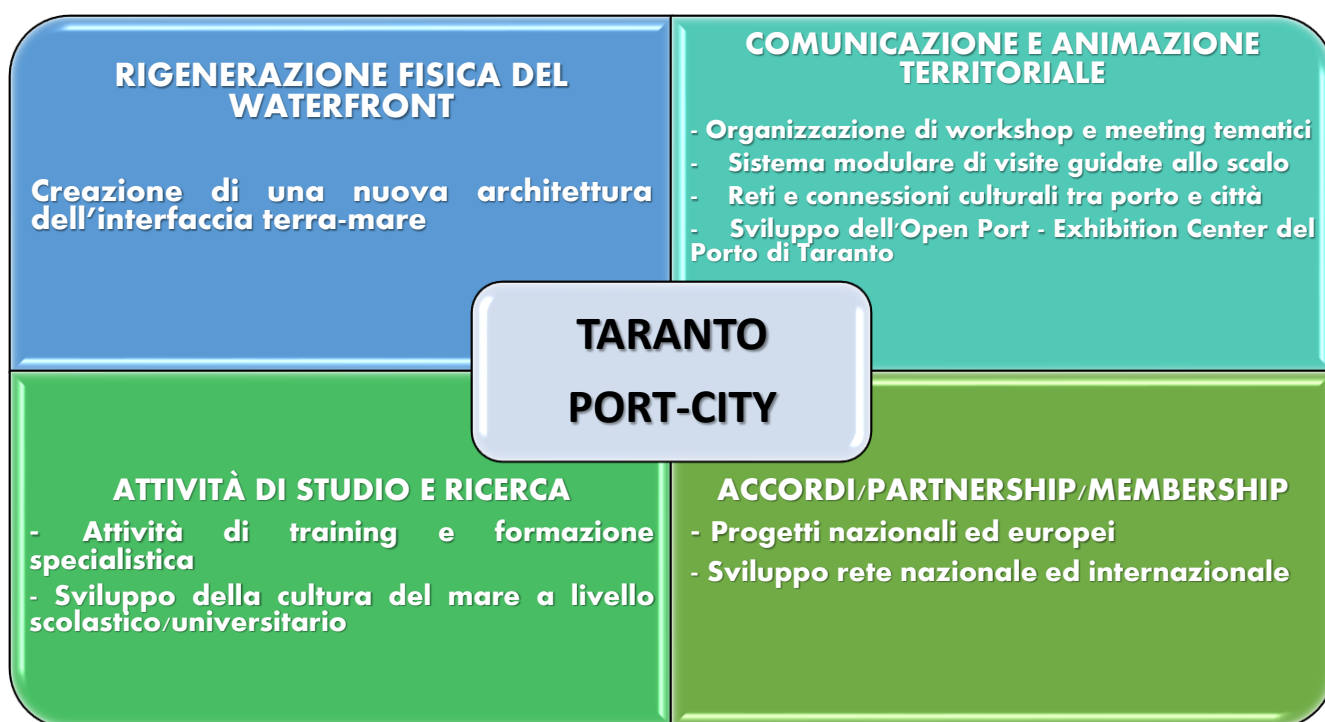 RIGENERAZIONE FISICA DEL
WATERFRONT
Creazione di una nuova architettura
dell'interfaccia terra-mare
COMUNICAZIONE E ANIMAZIONE
TERRITORIALE
- Organizzazione di workshop e meeting tematici
- Sistema modulare di visite guidate allo scalo
- Reti e connessioni culturali tra porto e città
- Sviluppo dell'Open Port - Exhibition Center del
Porto di Taranto
TARANTO
PORT-CITY
ATTIVITÀ DI STUDIO E RICERCA
- Attività di training e formazione
specialistica
- Sviluppo della cultura del mare a livello
scolastico/universitario
ACCORDI/PARTNERSHIP/MEMBERSHIP
- Progetti nazionali ed europei
- Sviluppo rete nazionale ed internazionale